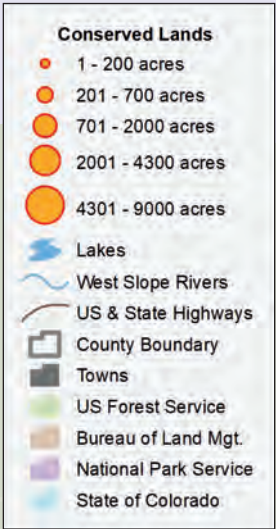 Conserved Lands
1 - 200 acres
201 - 700 acres
701 - 2000 acres
2001 - 4300 acres
4301 - 9000 acres
Lakes
West Slope Rivers
US & State Highways
County Boundary
Towns
US Forest Service
Bureau of Land Mgt.
National Park Service
State of Colorado